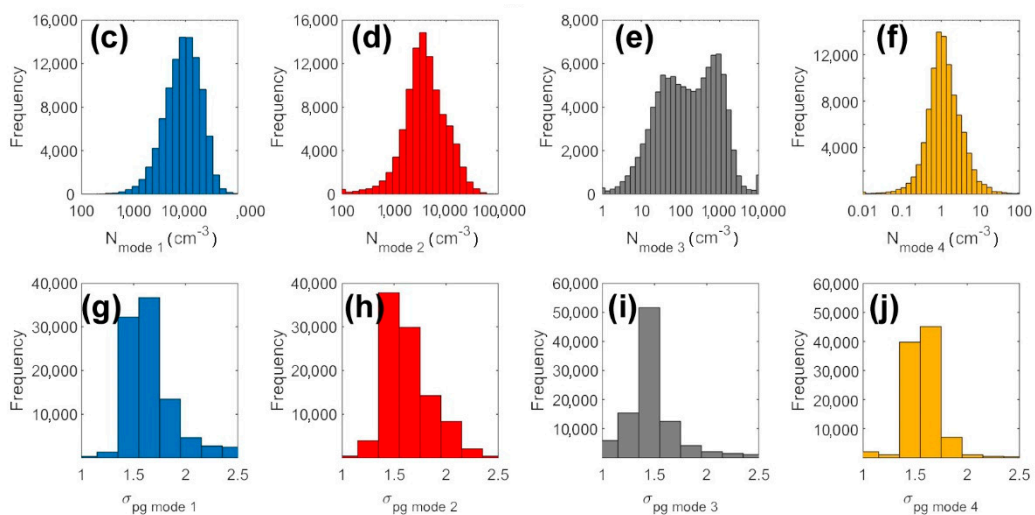 (c)
Frequency
16,000
12,000
8,000
4,000
0
100 1,000 10,000 ,000
N mode 1 (cm-3)
(d)
Frequency
16,000
12,000
8,000
4,000
0
100 1,000 10,000 100,000
N mode 2 (cm-3)
(e)
Frequency
8,000
6,000
4,000
2,000
0
1 10 100 1,000 10,000
N mode 3 (cm-3)
(f)
Frequency
12,000
8,000
4,000
0.01 0.1 1 10 100
N mode 4 (cm-3)
(g)
Frequency
40,000
30,000
20,000
10,000
1 1.5 2 2.5
σ pg mode 1
(h)
Frequency
40,000
30,000
20,000
10,000
1 1.5 2 2.5
σ pg mode 2
(i)
Frequency
60,000
50,000
40,000
30,000
20,000
10,000
1 1.5 2 2.5
σ pg mode 3
(j)
Frequency
60,000
50,000
40,000
30,000
20,000
10,000
1 1.5 2 2.5
σ pg mode 4